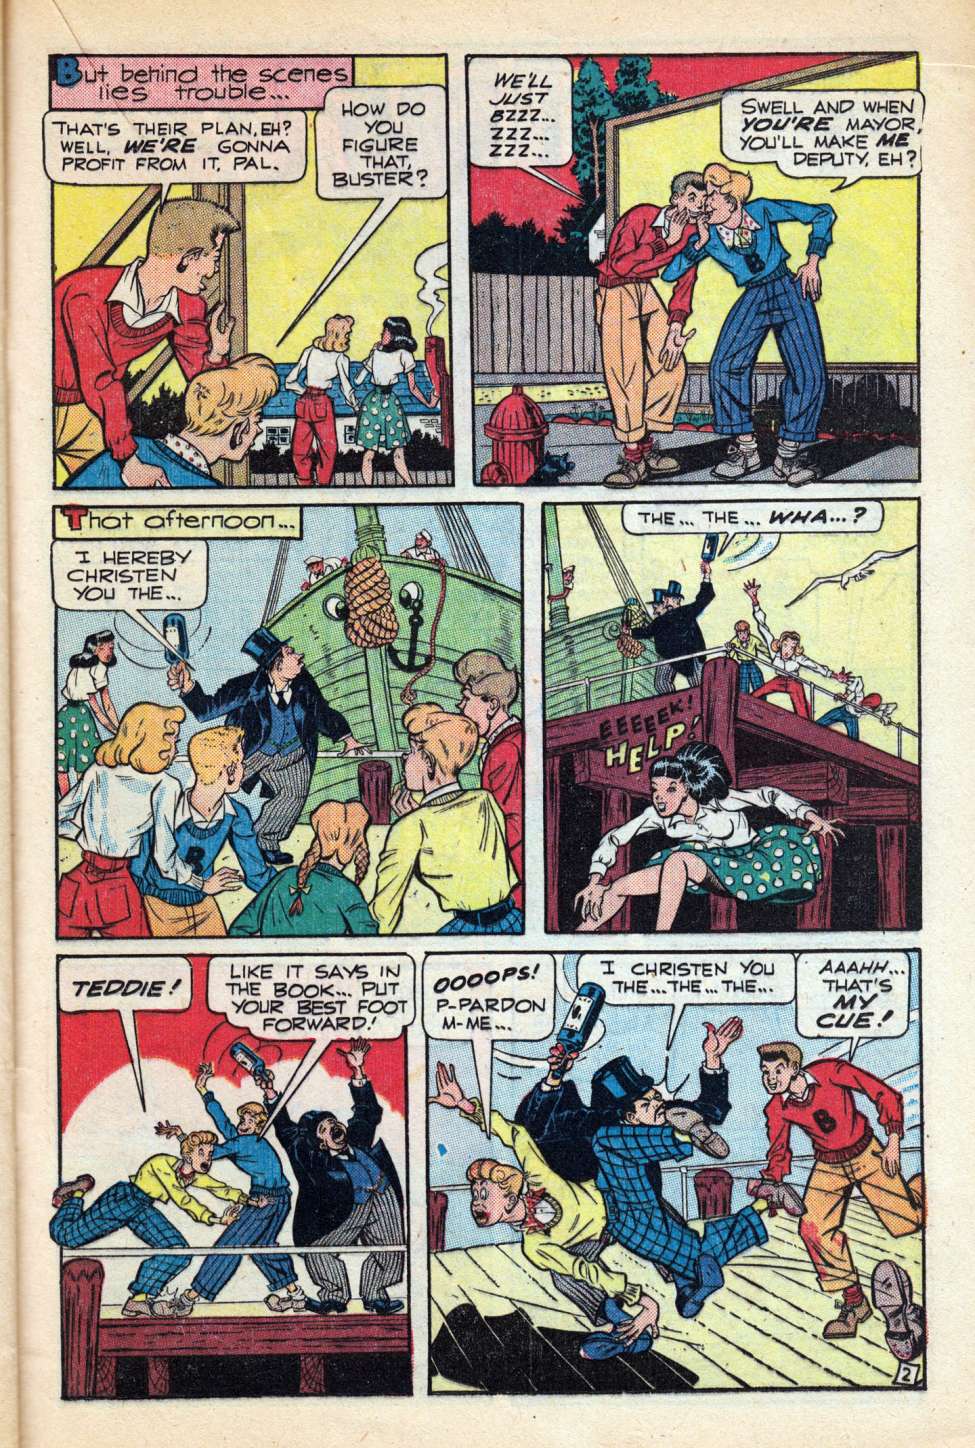 But behind the scenes
lies trouble...
THAT'S THEIR PLAN, EH?
WELL, WE'RE GONNA
PROFIT FROM IT, PAL.
HOW DO
YOU
FIGURE
THAT,
BUSTER?
WE'LL
JUST
BZZZ...
ZZZ...
ZZZ...
SWELL AND WHEN
YOU'RE MAYOR,
YOU'LL MAKE ME
DEPUTY, EH?
B
That afternoon...
I HEREBY
CHRISTEN
YOU THE...
B
THE... THE... WHA...?
EEEEEK!
HELP!
TEDDIE!
LIKE IT SAYS IN
THE BOOK... PUT
YOUR BEST FOOT
FORWARD!
OOOOPS!
P-PARDON
M-ME...
I CHRISTEN YOU
THE...THE...THE...
AAAHH...
THAT'S
MY
CUE!
B
2